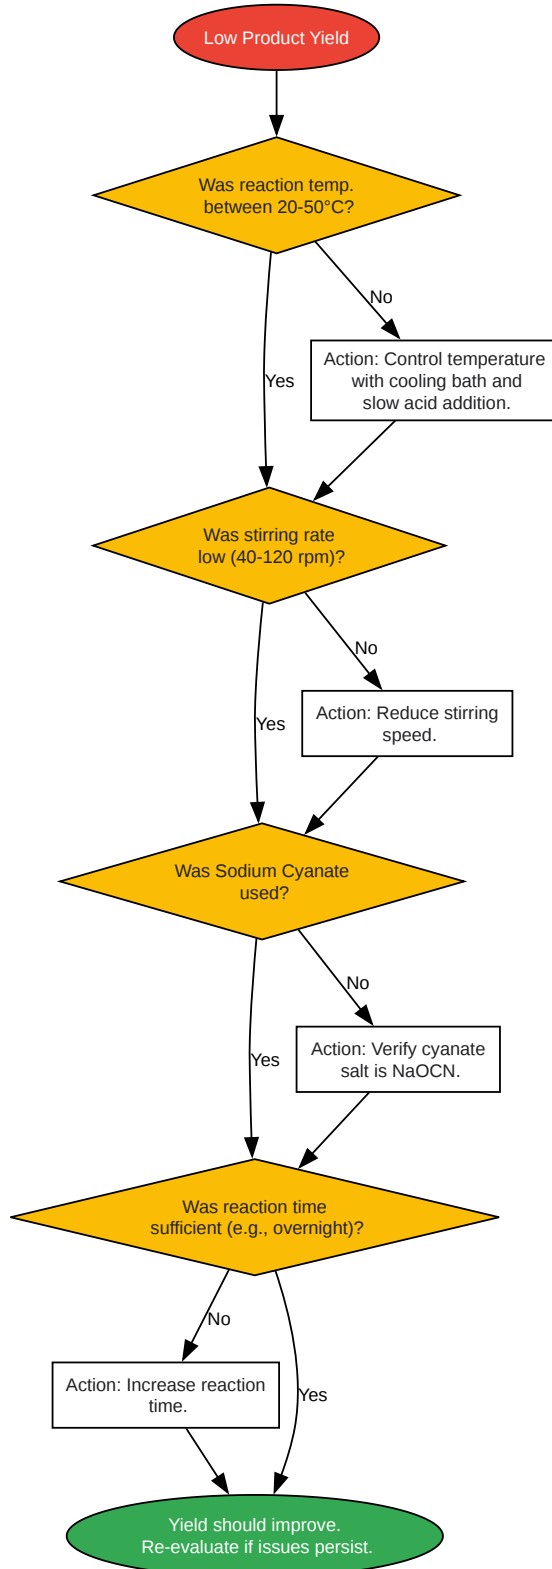 Low Product Yield
Was reaction temp.
between 20-50°C?
No
Action: Control temperature
with cooling bath and
slow acid addition.
Yes
Was stirring rate
low (40-120 rpm)?
No
Action: Reduce stirring
speed.
Yes
Was Sodium Cyanate
used?
No
Action: Verify cyanate
salt is NaOCN.
Yes
Was reaction time
sufficient (e.g., overnight)?
No
Action: Increase reaction
time.
Yes
Yield should improve.
Re-evaluate if issues persist.